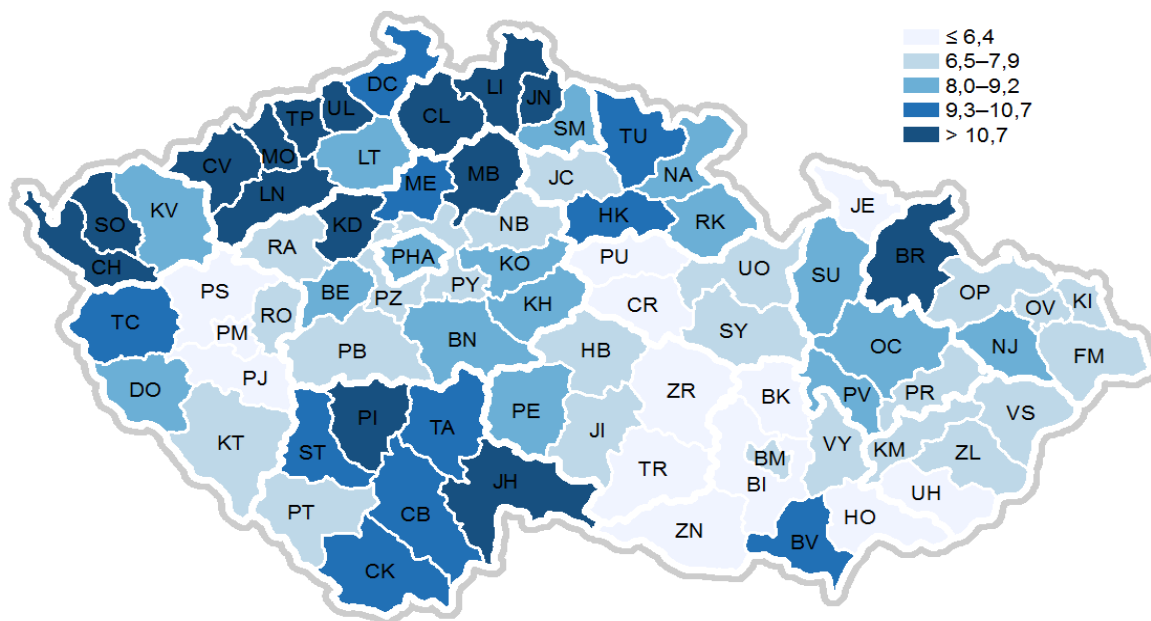 ≤ 6,4
6,5–7,9
8,0–9,2
9,3–10,7
> 10,7
DC
LI
JN
UL
TP
CL
SM
TU
MO
CV
LT
ME
MB
JC
NA
LN
SO
KV
KD
NB
HK
RK
JE
RA
CH
PHA
KO
PU
UO
SU
BR
PS
BE
PZ
PY
KH
CR
OP
OV
KI
TC
RO
PM
PB
BN
HB
SY
OC
NJ
FM
DO
PJ
PI
TA
PE
ZR
BK
PV
PR
VS
KT
ST
JI
BM
VY
KM
ZL
TR
BI
UH
PT
CB
JH
ZN
HO
BV
CK